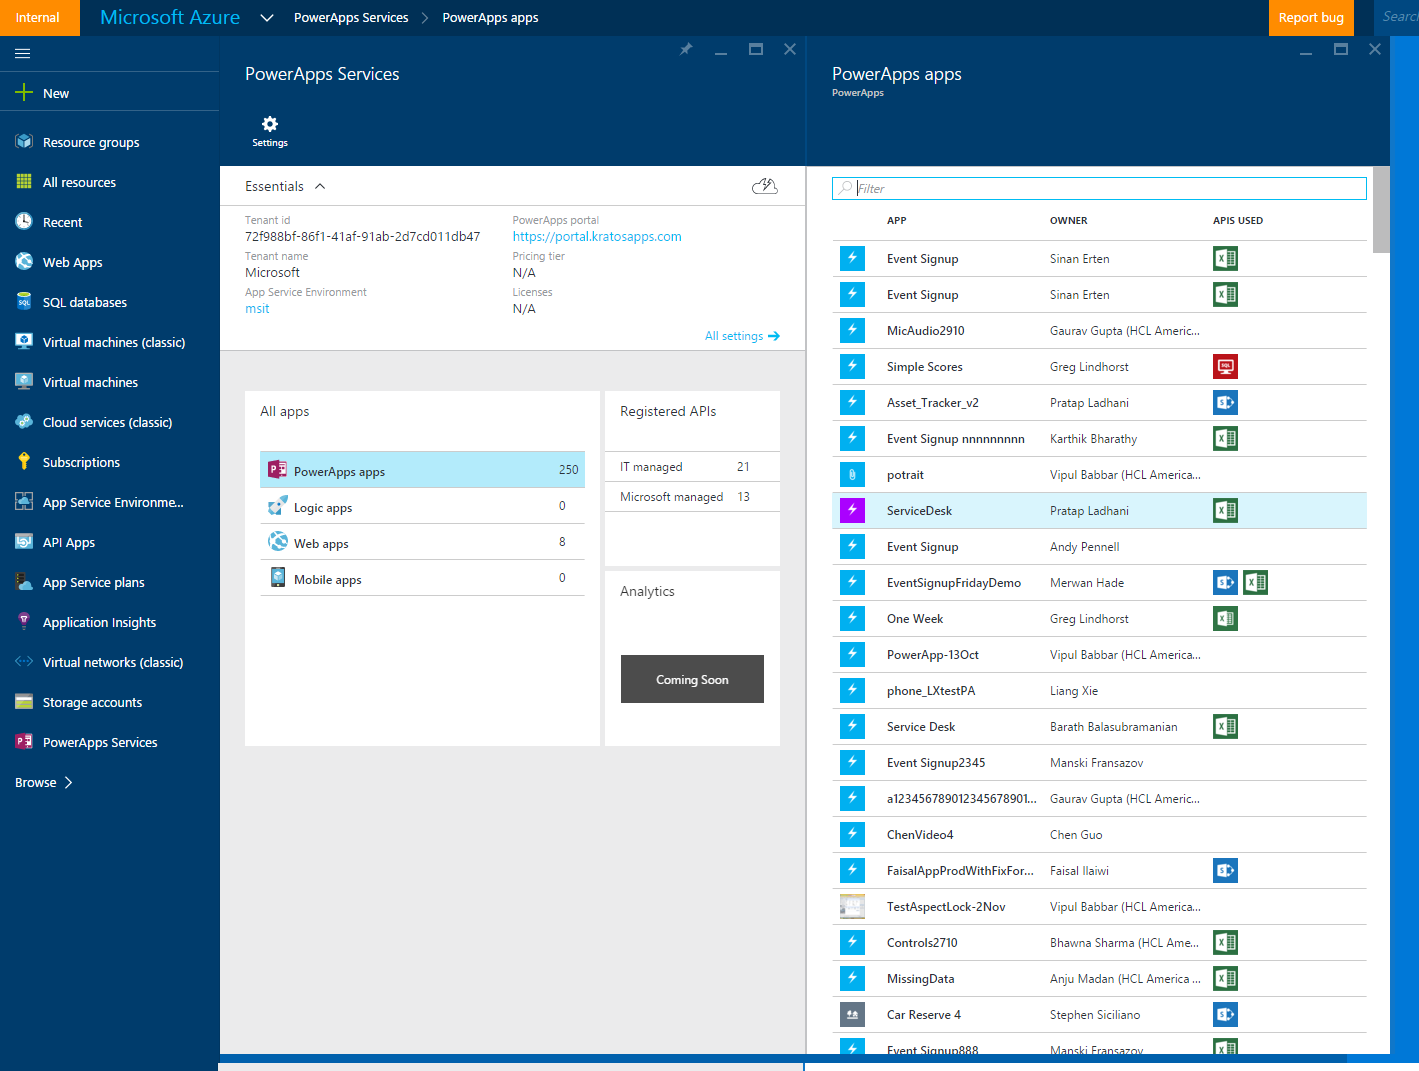 Internal
Microsoft Azure
PowerApps Services
PowerApps apps
Report bug
New
Resource groups
All resources
Recent
Web Apps
SQL databases
Virtual machines (classic)
Virtual machines
Cloud services (classic)
Subscriptions
App Service Environme...
API Apps
App Service plans
Application Insights
Virtual networks (classic)
Storage accounts
PowerApps Services
Browse
PowerApps Services
Settings
Essentials
Tenant id
72f988bf-86f1-41af-91ab-2d7cd011db47
Tenant name
Microsoft
App Service Environment
msit
PowerApps portal
https://portal.kratosapps.com
Pricing tier
N/A
Licenses
N/A
All settings
All apps
PowerApps apps 250
Logic apps 0
Web apps 8
Mobile apps 0
Registered APIs
IT managed 21
Microsoft managed 13
Analytics
Coming Soon
PowerApps apps
PowerApps
Filter
APP OWNER APIS USED
Event Signup Sinan Erten
Event Signup Sinan Erten
MicAudio2910 Gaurav Gupta (HCL Americ...
Simple Scores Greg Lindhorst
Asset_Tracker_v2 Pratap Ladhani
Event Signup nnnnnnnnn Karthik Bharathy
potrait Vipul Babbar (HCL America...
ServiceDesk Pratap Ladhani
Event Signup Andy Pennell
EventSignupFridayDemo Merwan Hade
One Week Greg Lindhorst
PowerApp-13Oct Vipul Babbar (HCL America...
phone_LXtestPA Liang Xie
Service Desk Barath Balasubramanian
Event Signup2345 Manski Fransazov
a123456789012345678901... Gaurav Gupta (HCL Americ...
ChenVideo4 Chen Guo
FaisalAppProdWithFixFor... Faisal Ilaiwi
TestAspectLock-2Nov Vipul Babbar (HCL America...
Controls2710 Bhawna Sharma (HCL Ame...
MissingData Anju Madan (HCL America ...
Car Reserve 4 Stephen Siciliano
Event Signup888 Manski Fransazov